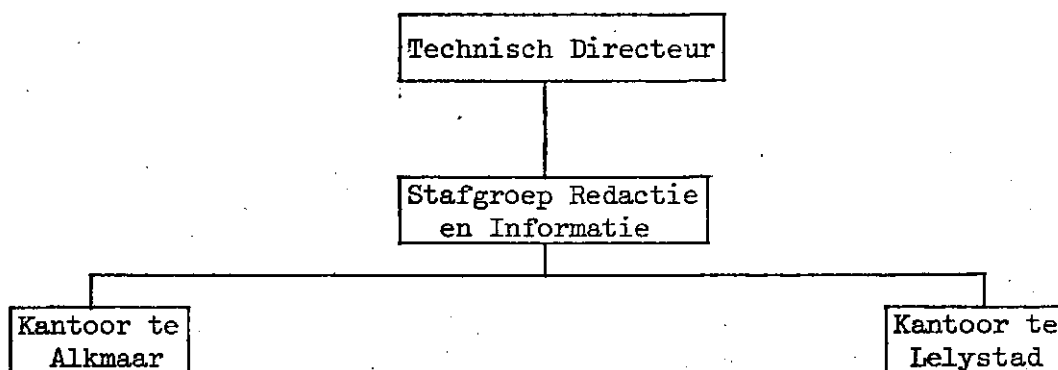 Technisch Directeur
Stafgroep Redactie
en Informatie
Kantoor te
Alkmaar
Kantoor te
Lelystad